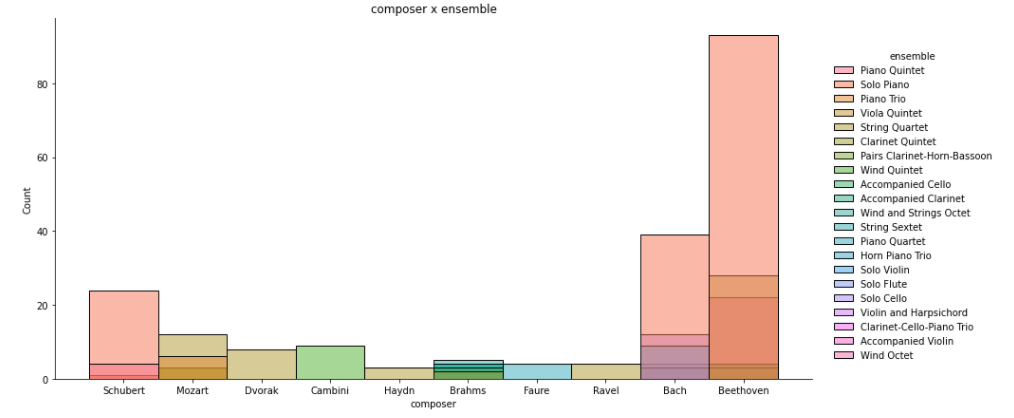 composer x ensemble
80
60
40
20
0
Count
Schubert Mozart Dvorak Cambini Haydn Brahms Faure Ravel Bach Beethoven
composer
ensemble
Piano Quintet
Solo Piano
Piano Trio
Viola Quintet
String Quartet
Clarinet Quintet
Pairs Clarinet-Horn-Bassoon
Wind Quintet
Accompanied Cello
Accompanied Clarinet
Wind and Strings Octet
String Sextet
Piano Quartet
Horn Piano Trio
Solo Violin
Solo Flute
Solo Cello
Violin and Harpsichord
Clarinet-Cello-Piano Trio
Accompanied Violin
Wind Octet